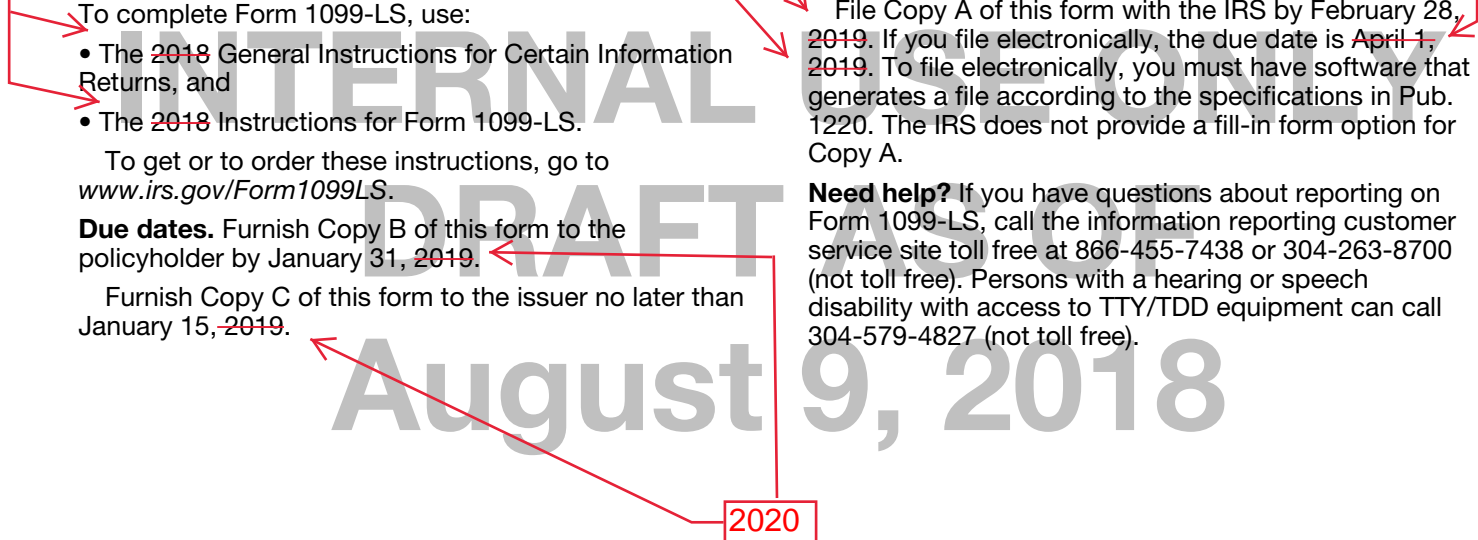 To complete Form 1099-LS, use:
• The 2018 General Instructions for Certain Information
Returns, and
• The 2018 Instructions for Form 1099-LS.
To get or to order these instructions, go to
www.irs.gov/Form1099LS.
Due dates. Furnish Copy B of this form to the
policyholder by January 31, 2019.
Furnish Copy C of this form to the issuer no later than
January 15, 2019.
File Copy A of this form with the IRS by February 28,
2019. If you file electronically, the due date is April 1,
2019. To file electronically, you must have software that
generates a file according to the specifications in Pub.
1220. The IRS does not provide a fill-in form option for
Copy A.
Need help? If you have questions about reporting on
Form 1099-LS, call the information reporting customer
service site toll free at 866-455-7438 or 304-263-8700
(not toll free). Persons with a hearing or speech
disability with access to TTY/TDD equipment can call
304-579-4827 (not toll free).
INTERNAL USE ONLY
DRAFT AS OF
August 9, 2018
2020